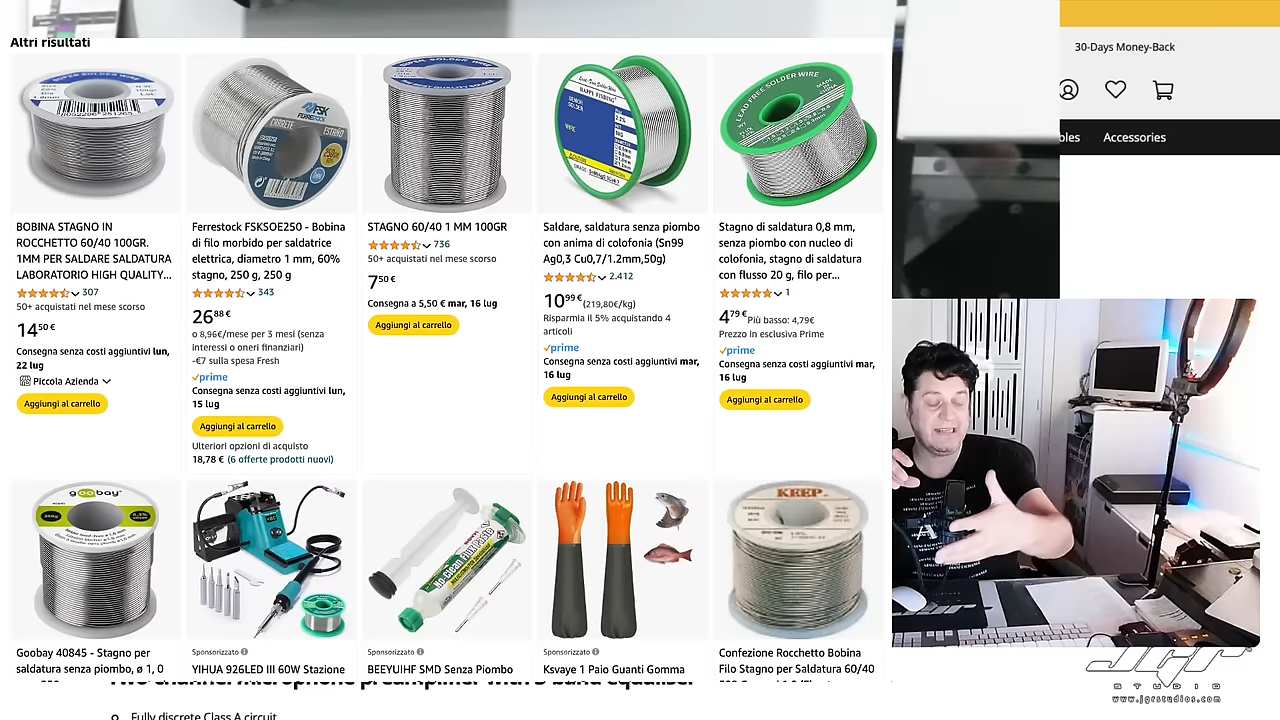 Altri risultati
30-Days Money-Back
Accessories
BOBINA STAGNO IN
ROCCHETTO 60/40 100GR.
1MM PER SALDARE SALDATURA
LABORATORIO HIGH QUALITY...
307
50+ acquistati nel mese scorso
14 50 €
Consegna senza costi aggiuntivi lun,
22 lug
Piccola Azienda
Aggiungi al carrello
Ferrestock FSKSOE250 - Bobina
di filo morbido per saldatrice
elettrica, diametro 1 mm, 60%
stagno, 250 g, 250 g
343
26 88 €
o 8,96€/mese per 3 mesi (senza
interessi o oneri finanziari)
-€7 sulla spesa Fresh
prime
Consegna senza costi aggiuntivi lun,
15 lug
Aggiungi al carrello
Ulteriori opzioni di acquisto
18,78 € (6 offerte prodotti nuovi)
STAGNO 60/40 1 MM 100GR
736
50+ acquistati nel mese scorso
7 50 €
Consegna a 5,50 € mar, 16 lug
Aggiungi al carrello
Saldare, saldatura senza piombo
con anima di colofonia (Sn99
Ag0,3 Cu0,7/1.2mm,50g)
2.412
10 99 € (219,80€/kg)
Risparmia il 5% acquistando 4
articoli
prime
Consegna senza costi aggiuntivi mar,
16 lug
Aggiungi al carrello
Stagno di saldatura 0,8 mm,
senza piombo con nucleo di
colofonia, stagno di saldatura
con flusso 20 g, filo per...
1
4 79 € Più basso: 4,79€
Prezzo in esclusiva Prime
prime
Consegna senza costi aggiuntivi mar,
16 lug
Aggiungi al carrello
goobay
KEEP
Goobay 40845 - Stagno per
saldatura senza piombo, ø 1, 0
Sponsorizzato
YIHUA 926LED III 60W Stazione
Sponsorizzato
BEEYUIHF SMD Senza Piombo
Sponsorizzato
Ksvaye 1 Paio Guanti Gomma
Confezione Rocchetto Bobina
Filo Stagno per Saldatura 60/40
Fully discrete Class A circuit
JGR
STUDIO
www.jgrstudios.com